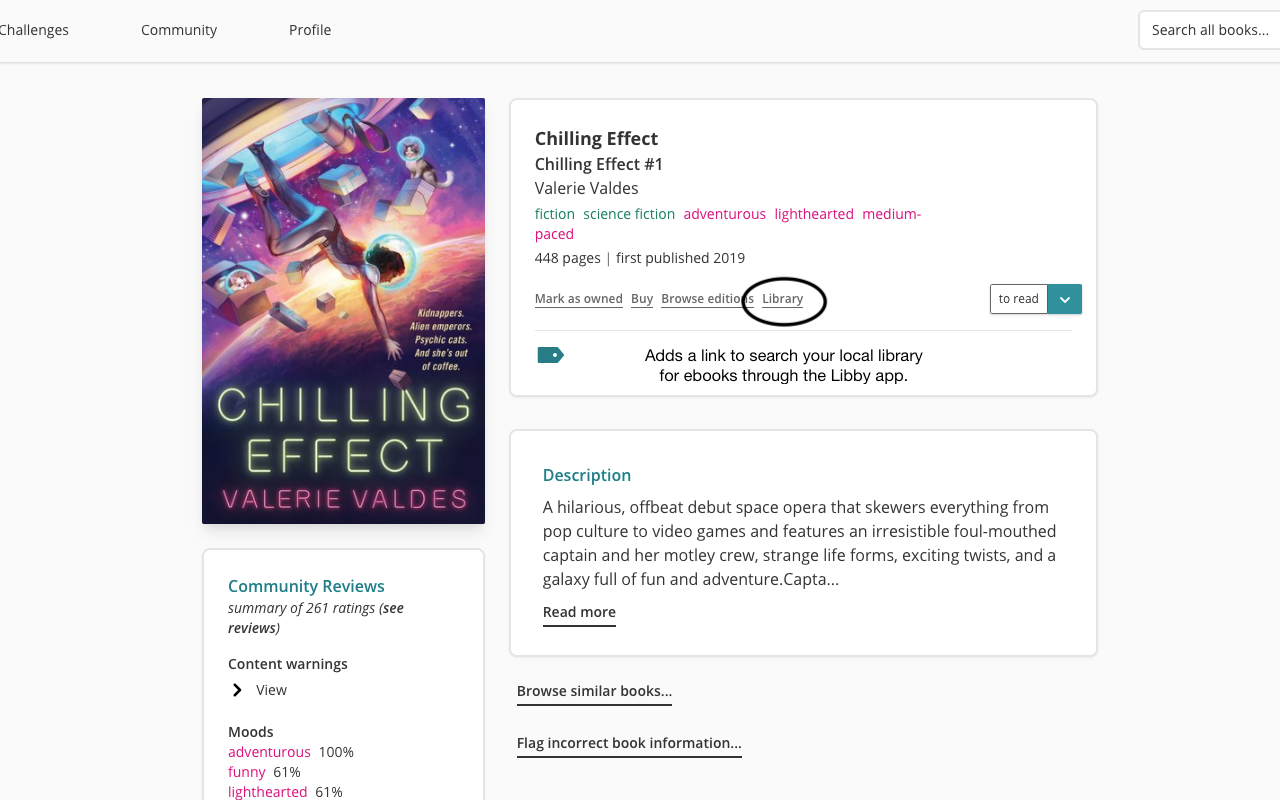 Challenges
Community
Profile
Search all books...
Kidnappers.
Alien emperors.
Psychic cats.
And she's out
of coffee.
CHILLING
EFFECT
VALERIE VALDES
Chilling Effect
Chilling Effect #1
Valerie Valdes
fiction science fiction adventurous lighthearted medium-
paced
448 pages | first published 2019
Mark as owned Buy Browse editions Library
to read
Adds a link to search your local library
for ebooks through the Libby app.
Description
A hilarious, offbeat debut space opera that skewers everything from
pop culture to video games and features an irresistible foul-mouthed
captain and her motley crew, strange life forms, exciting twists, and a
galaxy full of fun and adventure.Capta...
Read more
Browse similar books...
Flag incorrect book information...
Community Reviews
summary of 261 ratings (see
reviews)
Content warnings
View
Moods
adventurous 100%
funny 61%
lighthearted 61%